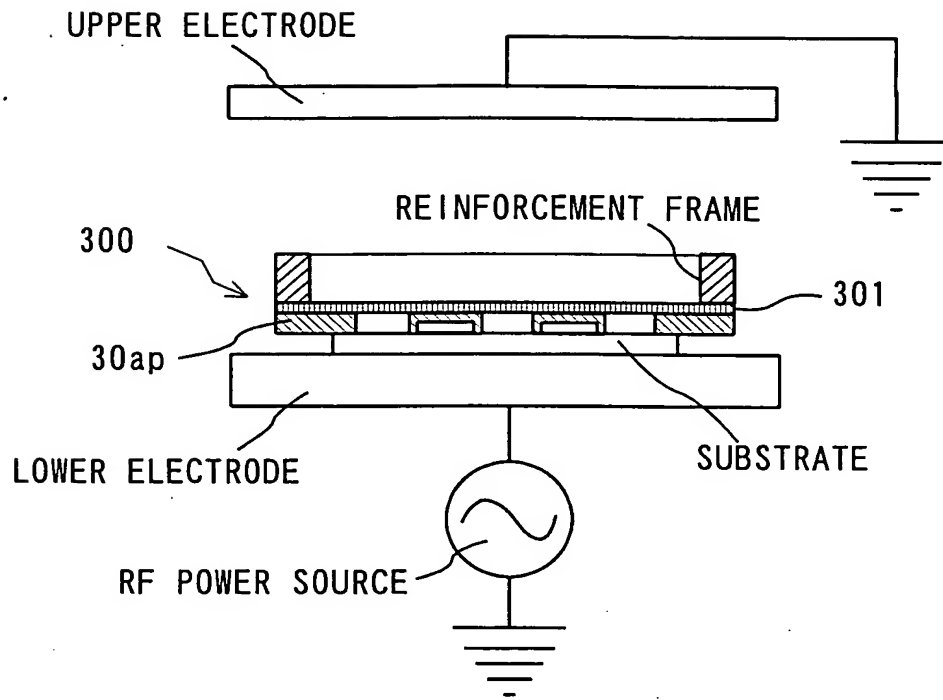 UPPER ELECTRODE
REINFORCEMENT FRAME
300
301
30ap
LOWER ELECTRODE
SUBSTRATE
RF POWER SOURCE